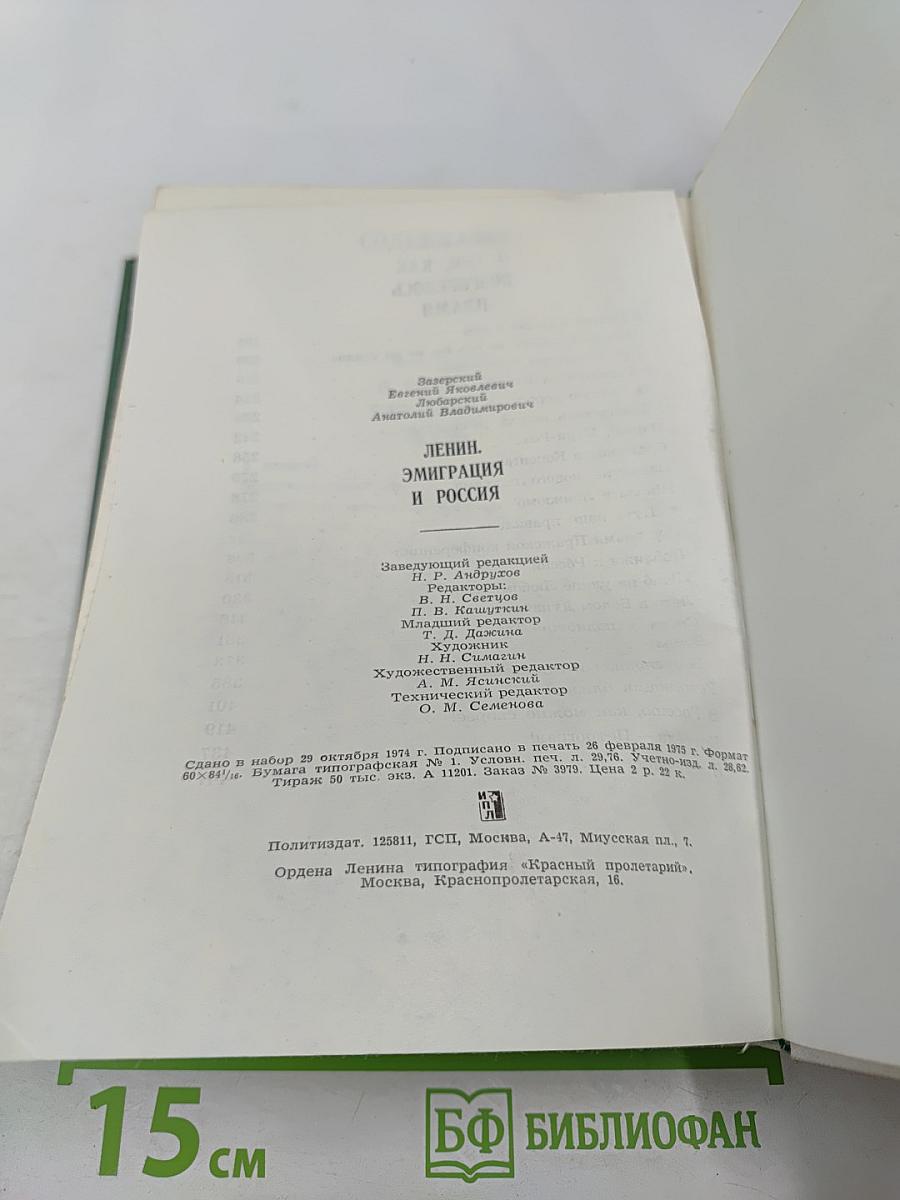 Зазерский
Евгений Яковлевич
Любарский
Анатолий Владимирович
ЛЕНИН.
ЭМИГРАЦИЯ
И РОССИЯ
Заведующий редакцией
Н. Р. Андрухов
Редакторы:
В. Н. Светцов
П. В. Кашуткин
Младший редактор
Т. Д. Дажина
Художник
Н. Н. Симагин
Художественный редактор
А. М. Ясинский
Технический редактор
О. М. Семенова
Сдано в набор 29 октября 1974 г. Подписано в печать 26 февраля 1975 г. Формат
60×84¹/₁₆. Бумага типографская № 1. Условн. печ. л. 29,76. Учетно-изд. л. 28,62.
Тираж 50 тыс. экз. А 11201. Заказ № 3979. Цена 2 р. 22 к.
ИПЛ
Политиздат. 125811, ГСП, Москва, А-47, Миусская пл., 7.
Ордена Ленина типография «Красный пролетарий».
Москва, Краснопролетарская, 16.
15 см
БФ БИБЛИОФАН